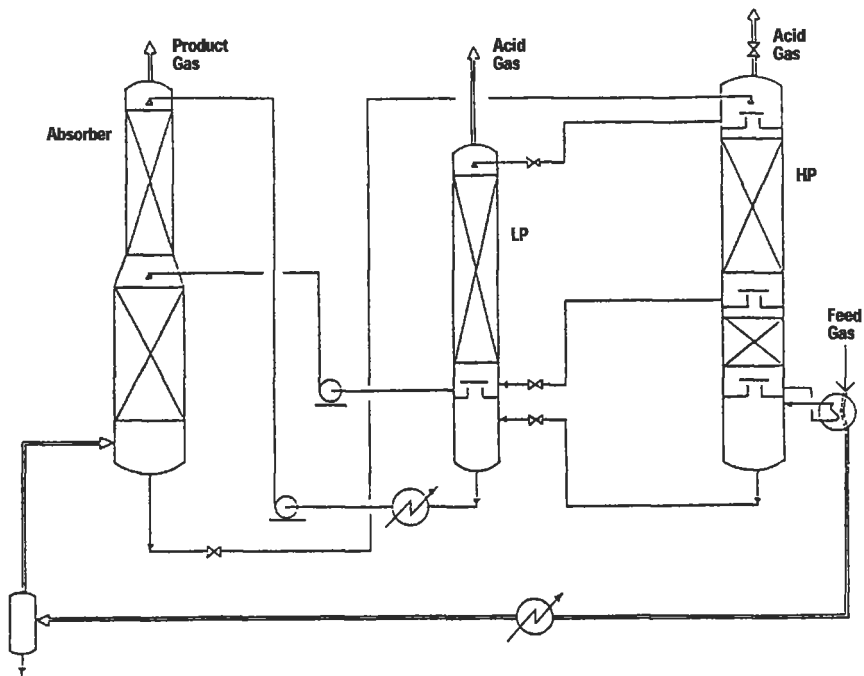 Product
Gas
Acid
Gas
Acid
Gas
Absorber
HP
LP
Feed
Gas